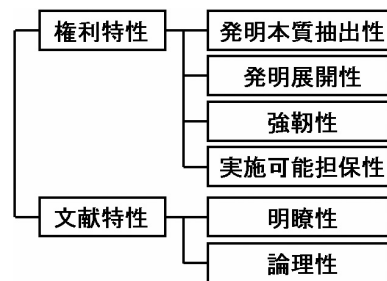 権利特性
発明本質抽出性
発明展開性
強靭性
実施可能担保性
文献特性
明瞭性
論理性